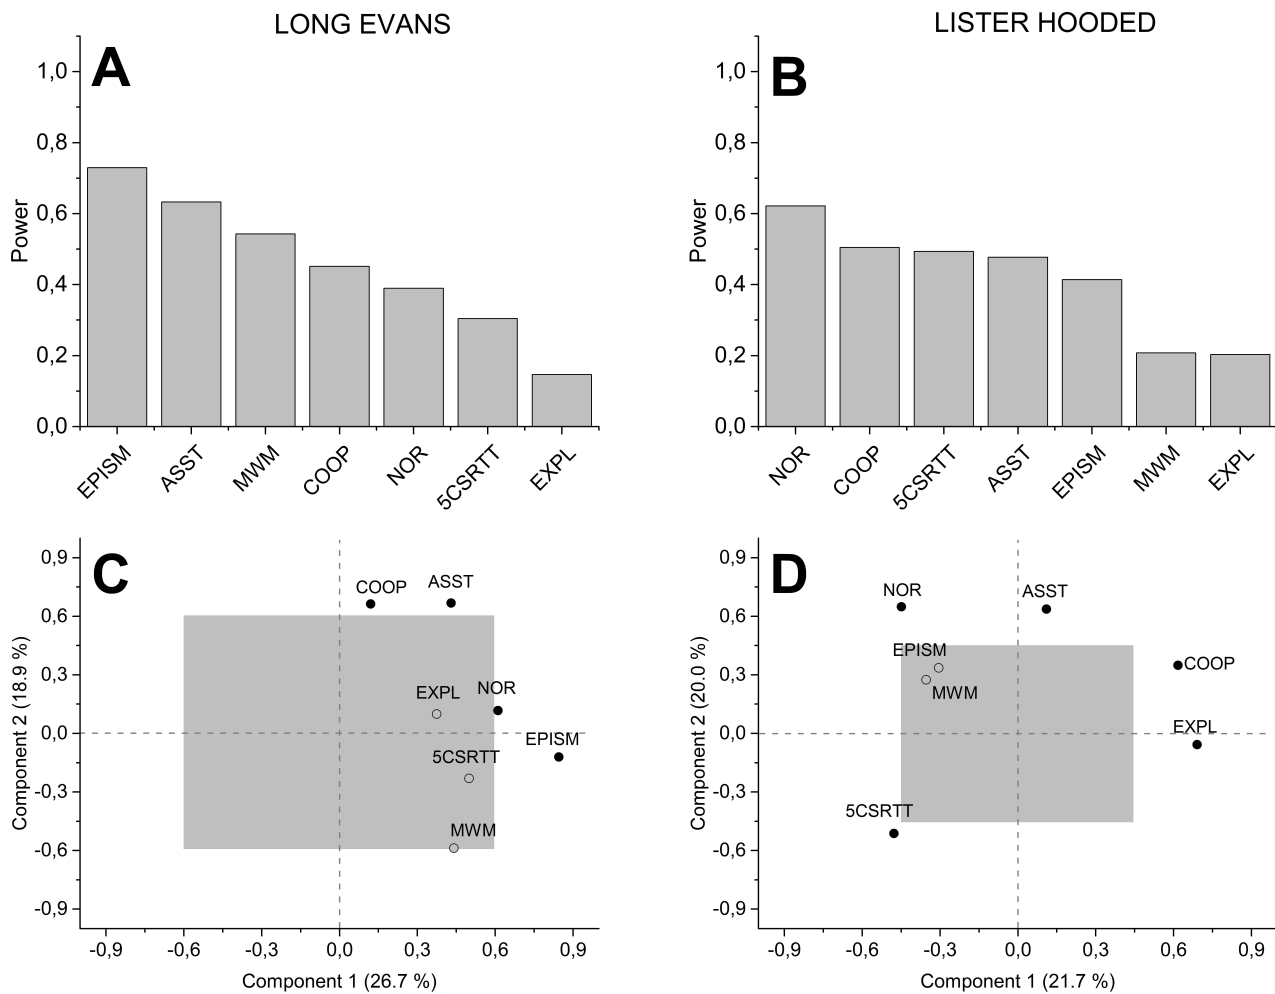 LONG EVANS
A
1,0
0,8
0,6
0,4
0,2
0,0
Power
EPISM
ASST
MWM
COOP
NOR
5CSRTT
EXPL
LISTER HOODED
B
1,0
0,8
0,6
0,4
0,2
0,0
Power
NOR
COOP
5CSRTT
ASST
EPISM
MWM
EXPL
C
0,9
0,6
0,3
0,0
-0,3
-0,6
-0,9
Component 2 (18.9 %)
COOP
ASST
EXPL
NOR
EPISM
5CSRTT
MWM
-0,9
-0,6
-0,3
0,0
0,3
0,6
0,9
Component 1 (26.7 %)
D
0,9
0,6
0,3
0,0
-0,3
-0,6
-0,9
Component 2 (20.0 %)
NOR
ASST
EPISM
MWM
COOP
EXPL
5CSRTT
-0,9
-0,6
-0,3
0,0
0,3
0,6
0,9
Component 1 (21.7 %)